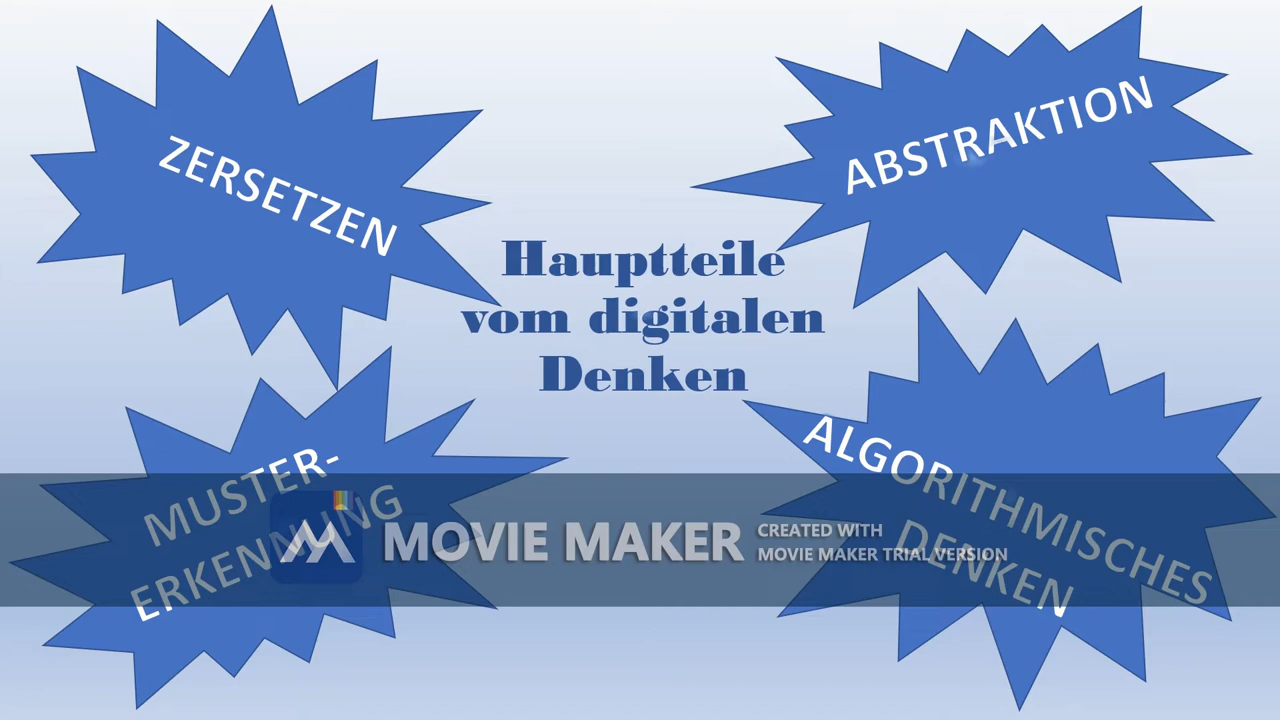 ZERSETZEN
ABSTRAKTION
Hauptteile
vom digitalen
Denken
MUSTER-
ERKENNUNG
ALGORITHMISCHES
DENKEN
MOVIE MAKER
CREATED WITH
MOVIE MAKER TRIAL VERSION